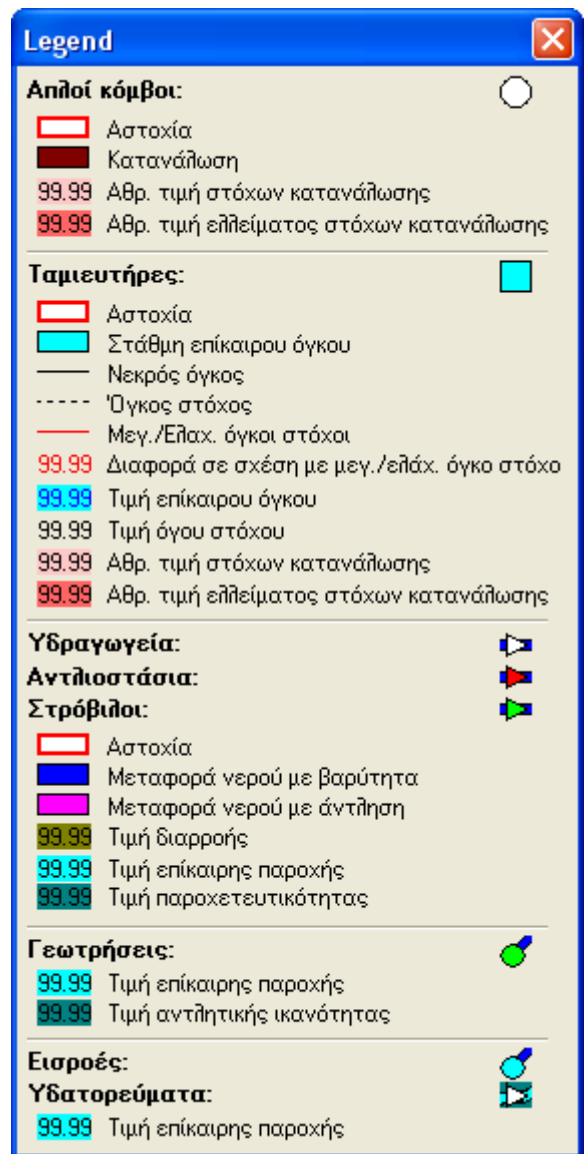 Legend
Απλοί κόμβοι:
Αστοχία
Κατανάλωση
99.99 Αθρ. τιμή στόχων κατανάλωσης
99.99 Αθρ. τιμή ελλείματος στόχων κατανάλωσης
Ταμιευτήρες:
Αστοχία
Στάθμη επίκαιρου όγκου
Νεκρός όγκος
Όγκος στόχος
Μεγ./Ελαχ. όγκοι στόχοι
99.99 Διαφορά σε σχέση με μεγ./ελάχ. όγκο στόχο
99.99 Τιμή επίκαιρου όγκου
99.99 Τιμή όγου στόχου
99.99 Αθρ. τιμή στόχων κατανάλωσης
99.99 Αθρ. τιμή ελλείματος στόχων κατανάλωσης
Υδραγωγεία:
Αντλιοστάσια:
Στρόβιλοι:
Αστοχία
Μεταφορά νερού με βαρύτητα
Μεταφορά νερού με άντληση
99.99 Τιμή διαρροής
99.99 Τιμή επίκαιρης παροχής
99.99 Τιμή παροχετευτικότητας
Γεωτρήσεις:
99.99 Τιμή επίκαιρης παροχής
99.99 Τιμή αντλητικής ικανότητας
Εισροές:
Υδατορεύματα:
99.99 Τιμή επίκαιρης παροχής